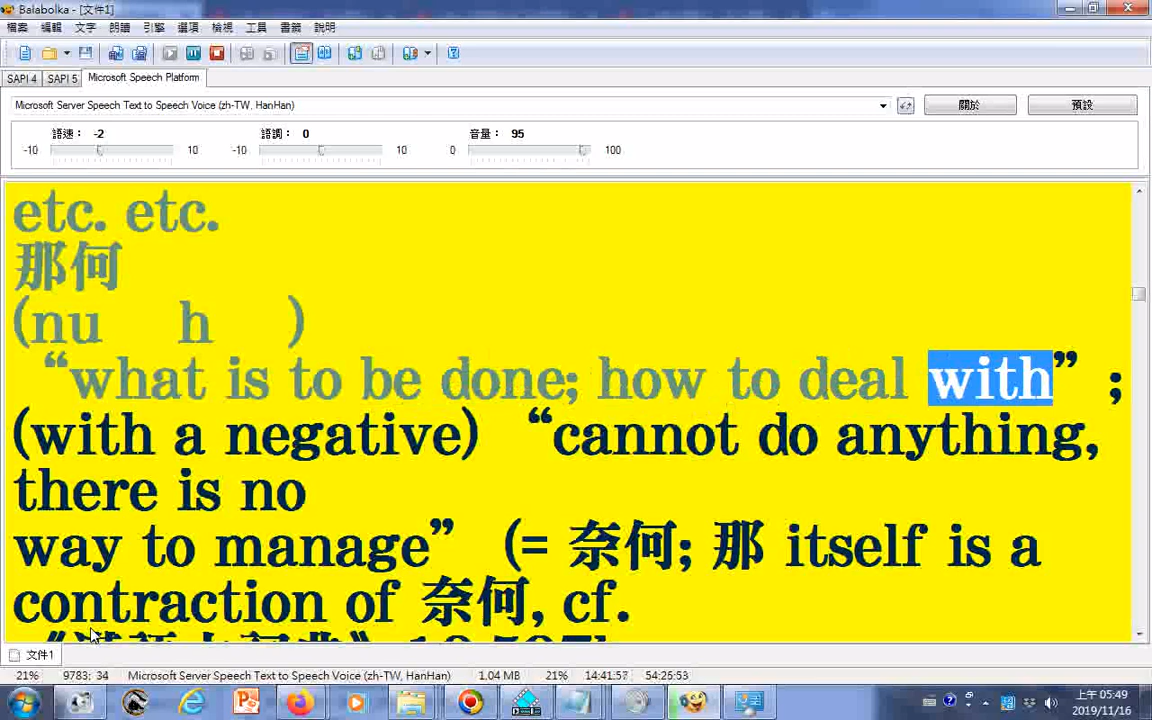 Balabolka - [文件1]
檔案 編輯 文字 朗讀 引擎 選項 檢視 工具 書籤 說明
SAPI 4 SAPI 5 Microsoft Speech Platform
Microsoft Server Speech Text to Speech Voice (zh-TW, HanHan) 關於 預設
語速: -2 語調: 0 音量: 95
-10 10 -10 10 0 100
etc. etc.
那何
(nu h )
“what is to be done; how to deal with” ;
(with a negative) “cannot do anything,
there is no
way to manage” (= 奈何; 那 itself is a
contraction of 奈何, cf.
文件1
21% 9783: 34 Microsoft Server Speech Text to Speech Voice (zh-TW, HanHan) 1.04 MB 21% 14:41:57 54:25:53
上午 05:49
2019/11/16